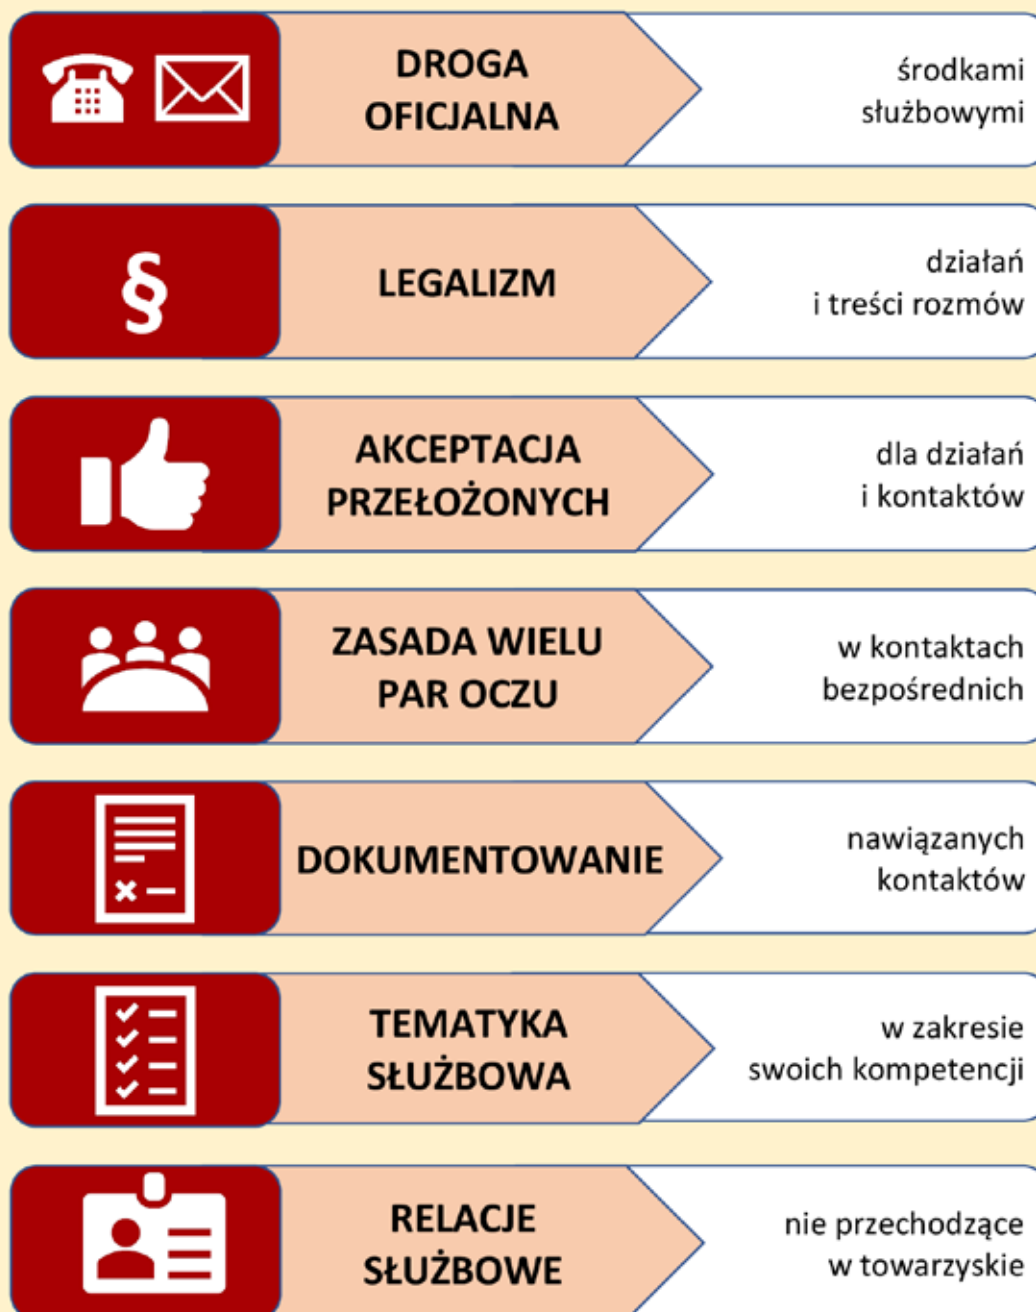 DROGA
OFICJALNA
środkami
służbowymi
§
LEGALIZM
działań
i treści rozmów
AKCEPTACJA
PRZEŁOŻONYCH
dla działań
i kontaktów
ZASADA WIELU
PAR OCZU
w kontaktach
bezpośrednich
DOKUMENTOWANIE
nawiązanych
kontaktów
TEMATYKA
SŁUŻBOWA
w zakresie
swoich kompetencji
RELACJE
SŁUŻBOWE
nie przechodzące
w towarzyskie